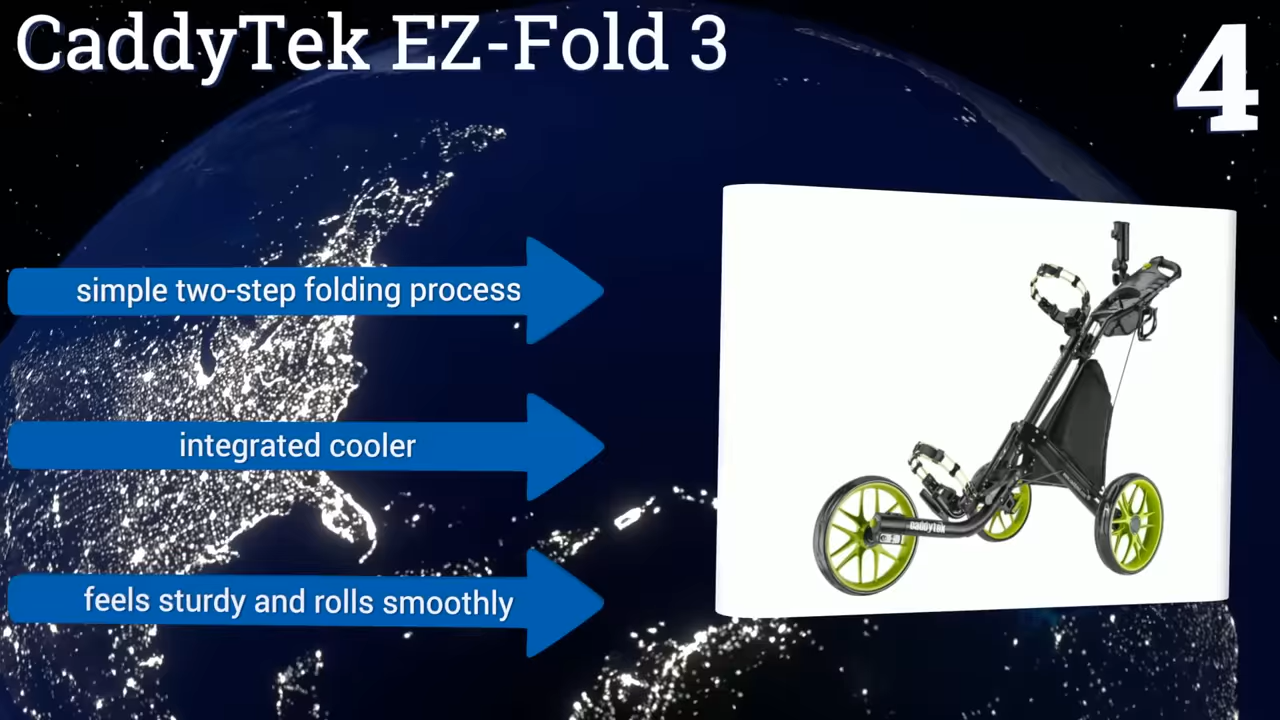 CaddyTek EZ-Fold 3
4
simple two-step folding process
integrated cooler
feels sturdy and rolls smoothly
caddytek